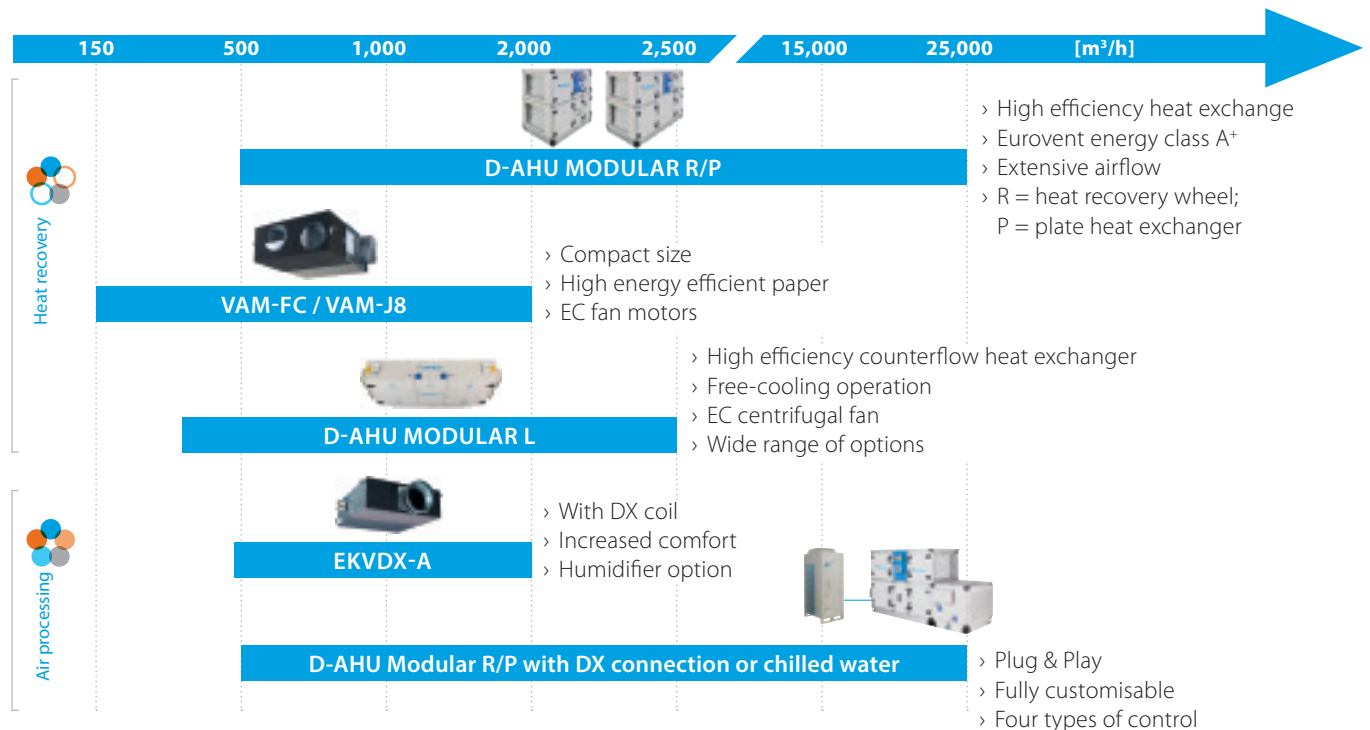 150 500 1,000 2,000 2,500 15,000 25,000 [m³/h]
Heat recovery
D-AHU MODULAR R/P
› High efficiency heat exchange
› Eurovent energy class A⁺
› Extensive airflow
› R = heat recovery wheel;
P = plate heat exchanger
VAM-FC / VAM-J8
› Compact size
› High energy efficient paper
› EC fan motors
D-AHU MODULAR L
› High efficiency counterflow heat exchanger
› Free-cooling operation
› EC centrifugal fan
› Wide range of options
Air processing
EKVDX-A
› With DX coil
› Increased comfort
› Humidifier option
D-AHU Modular R/P with DX connection or chilled water
› Plug & Play
› Fully customisable
› Four types of control